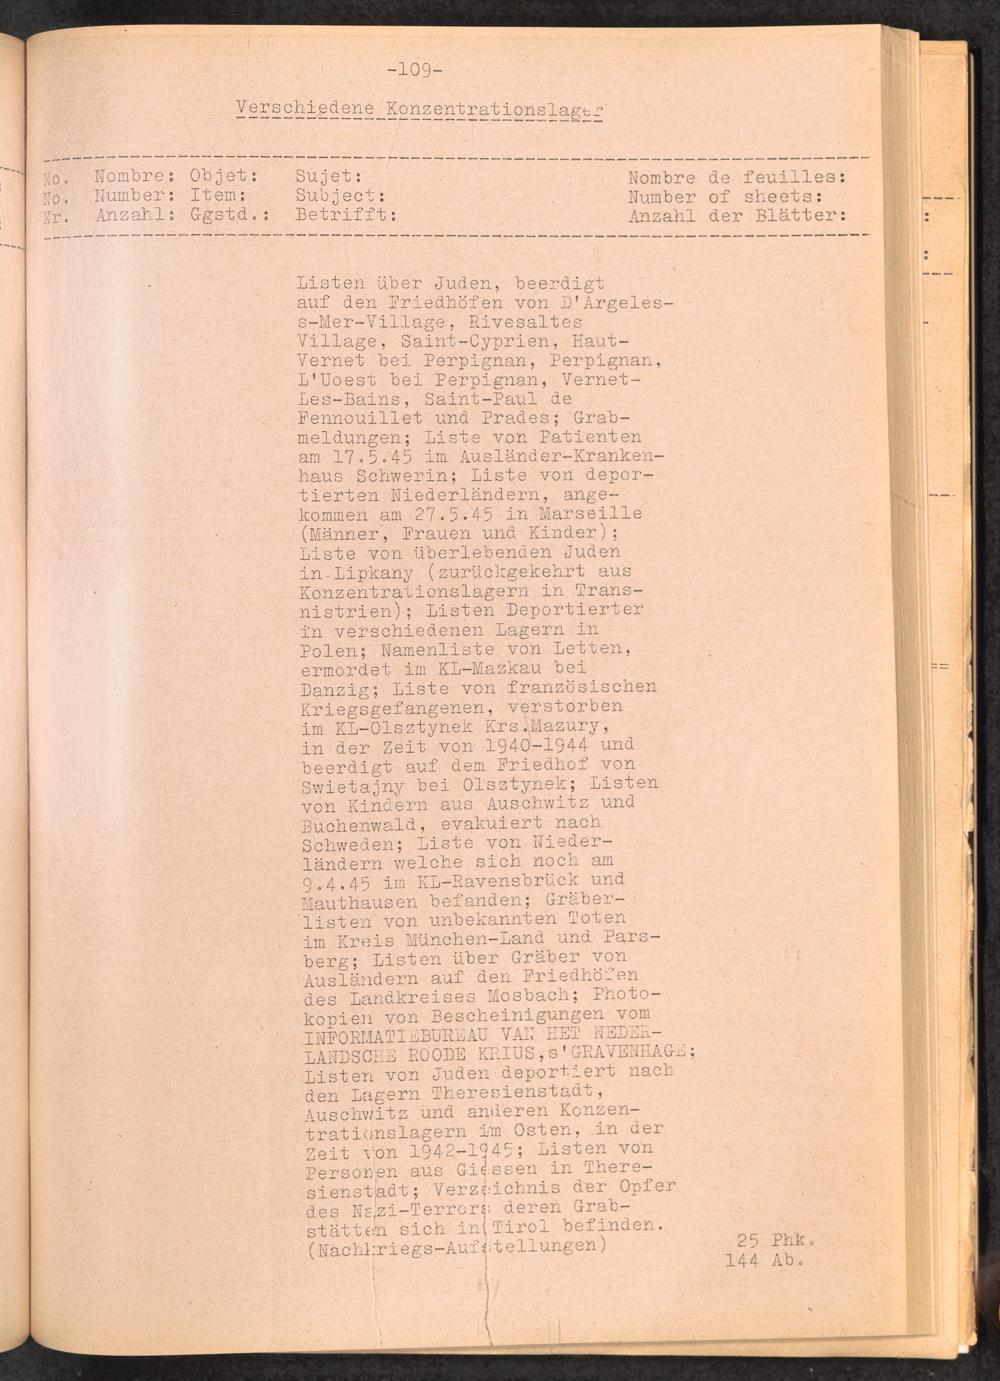 -109-
Verschiedene Konzentrationslager
No. Nombre: Objet: Sujet: Nombre de feuilles:
No. Number: Item: Subject: Number of sheets:
Nr. Anzahl: Ggstd.: Betrifft: Anzahl der Blätter:
Listen über Juden, beerdigt
auf den Friedhöfen von D'Argeles-
s-Mer-Village, Rivesaltes
Village, Saint-Cyprien, Haut-
Vernet bei Perpignan, Perpignan,
L'Uoest bei Perpignan, Vernet-
Les-Bains, Saint-Paul de
Fennouillet und Prades; Grab-
meldungen; Liste von Patienten
am 17.5.45 im Ausländer-Kranken-
haus Schwerin; Liste von depor-
tierten Niederländern, ange-
kommen am 27.5.45 in Marseille
(Männer, Frauen und Kinder);
Liste von überlebenden Juden
in Lipkany (zurückgekehrt aus
Konzentrationslagern in Trans-
nistrien); Listen Deportierter
in verschiedenen Lagern in
Polen; Namenliste von Letten,
ermordet im KL-Mazkau bei
Danzig; Liste von französischen
Kriegsgefangenen, verstorben
im KL-Olsztynek Krs.Mazury,
in der Zeit von 1940-1944 und
beerdigt auf dem Friedhof von
Swietajny bei Olsztynek; Listen
von Kindern aus Auschwitz und
Buchenwald, evakuiert nach
Schweden; Liste von Nieder-
ländern welche sich noch am
9.4.45 im KL-Ravensbrück und
Mauthausen befanden; Gräber-
listen von unbekannten Toten
im Kreis München-Land und Pars-
berg; Listen über Gräber von
Ausländern auf den Friedhöfen
des Landkreises Mosbach; Photo-
kopien von Bescheinigungen vom
INFORMATIEBUREAU VAN HET NEDER-
LANDSCHE ROODE KRIUS,s'GRAVENHAGE;
Listen von Juden deportiert nach
den Lagern Theresienstadt,
Auschwitz und anderen Konzen-
trationslagern im Osten, in der
Zeit von 1942-1945; Listen von
Personen aus Giessen in There-
sienstadt; Verzeichnis der Opfer
des Nazi-Terrors deren Grab-
stätten sich in Tirol befinden.
(Nachkriegs-Aufstellungen)
25 Phk.
144 Ab.